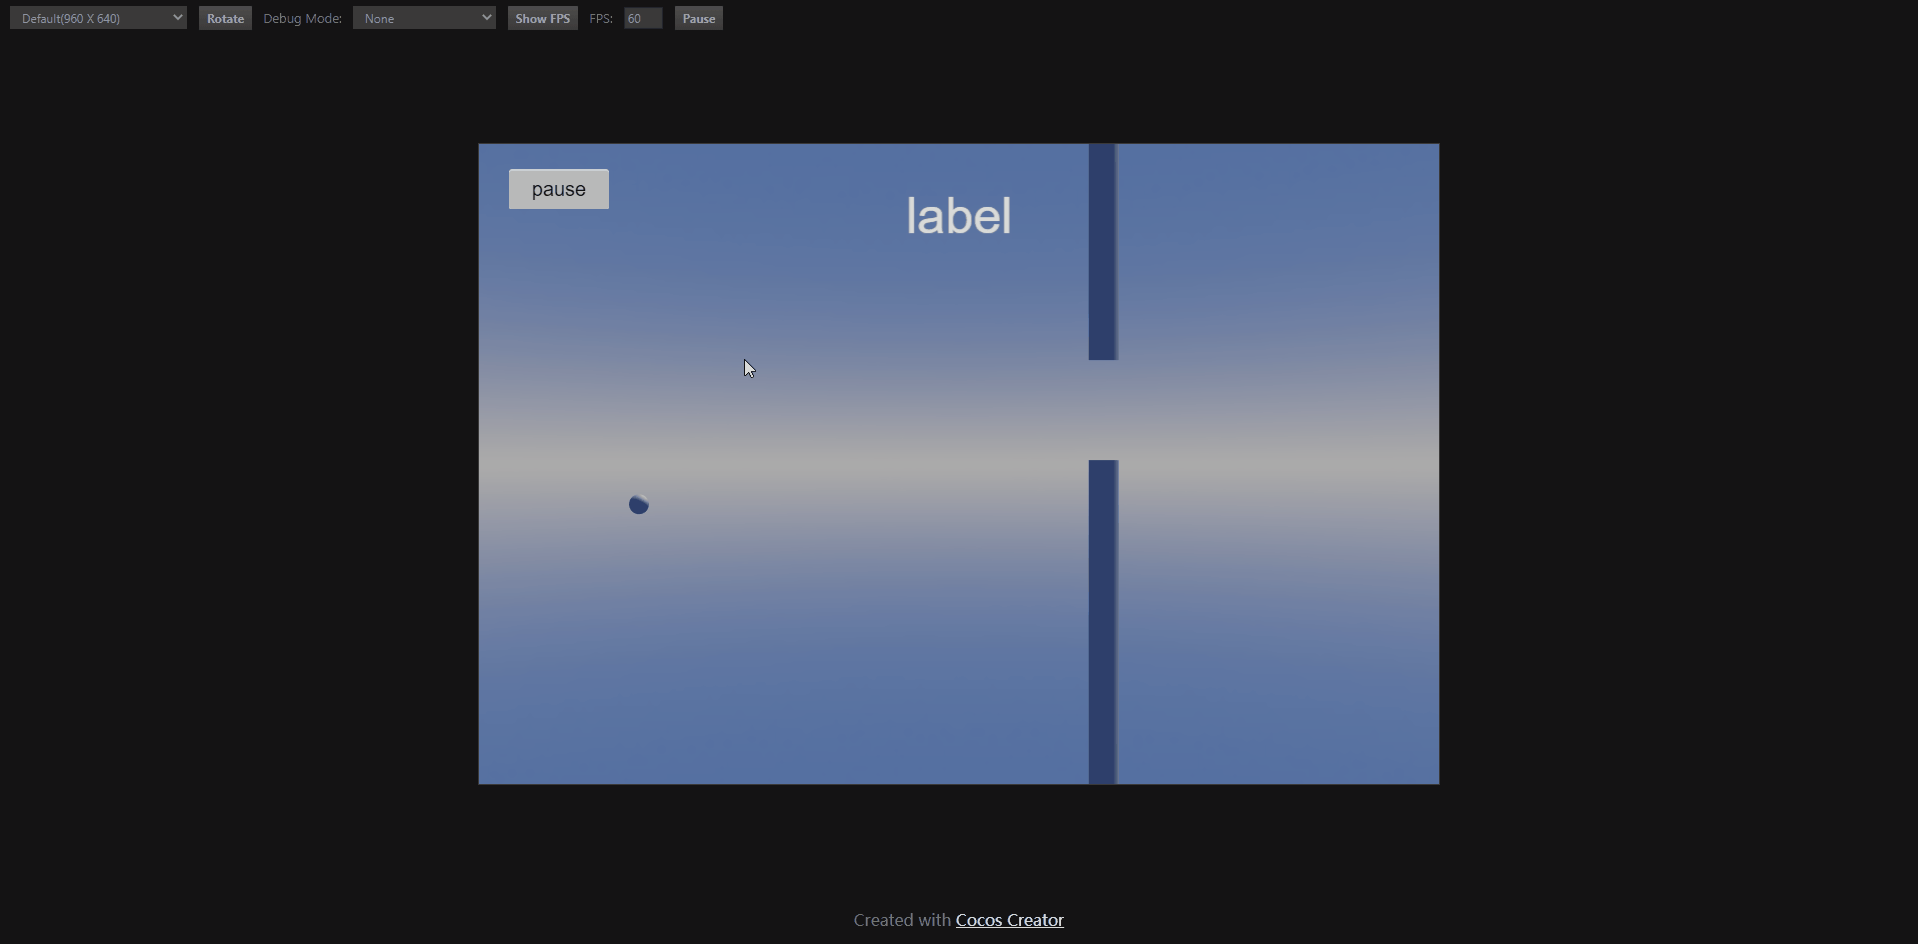 Default(960 X 640) Rotate Debug Mode: None Show FPS FPS: 60 Pause
pause
label
Created with Cocos Creator